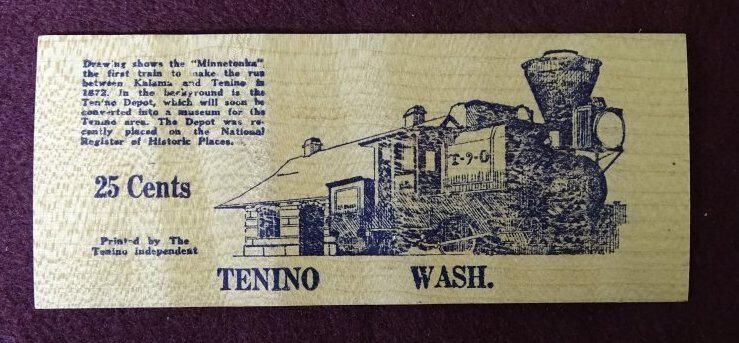 Drawing shows the "Minnetonka"
the first train to make the run
between Kalama and Tenino in
1872. In the background is the
Tenino Depot, which will soon be
converted into a museum for the
Tenino area. The Depot was re-
cently placed on the National
Register of Historic Places.
25 Cents
Printed by The
Tenino Independent
T-9-0
TENINO WASH.